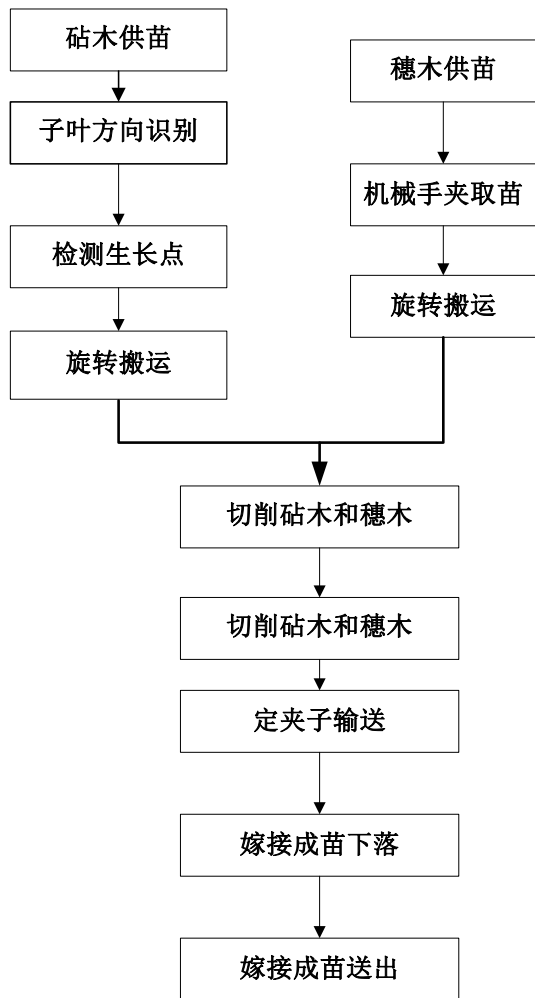 砧木供苗
子叶方向识别
检测生长点
旋转搬运
穗木供苗
机械手夹取苗
旋转搬运
切削砧木和穗木
切削砧木和穗木
定夹子输送
嫁接成苗下落
嫁接成苗送出